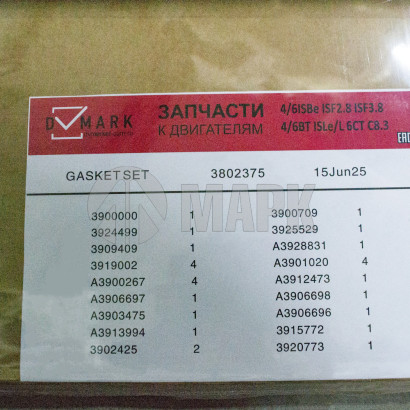 D MARK
ЗАПЧАСТИ
К ДВИГАТЕЛЯМ
4/6ISBe ISF2.8 ISF3.8
4/6BT ISLe/L 6CT C8.3
EAC
GASKET SET 3802375 15Jun25
3900000 1 3900709 1
3924499 1 3925529 1
3909409 1 A3928831 1
3919002 4 A3901020 4
A3900267 4 A3912473 1
A3906697 1 A3906698 1
A3903475 1 A3906696 1
A3913994 1 3915772 1
3902425 2 3920773 1
МАРК